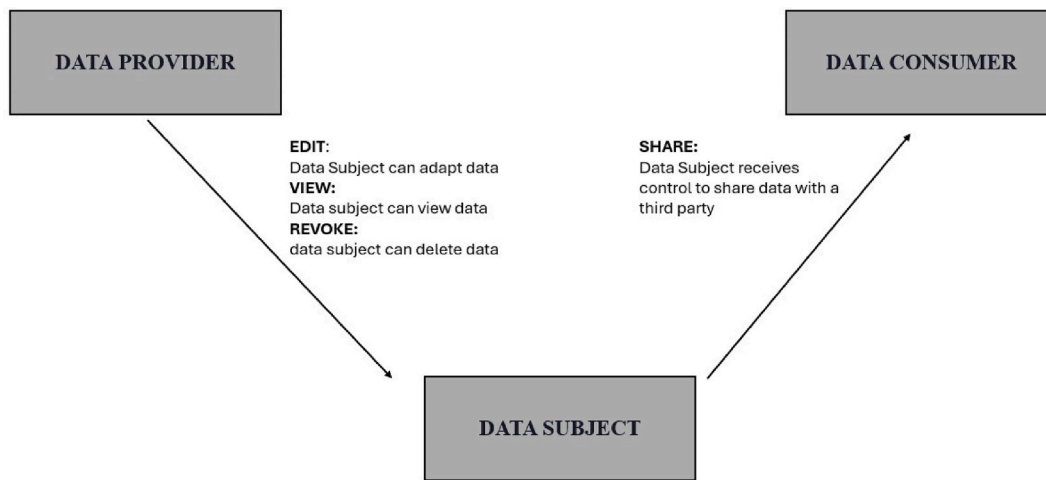 DATA PROVIDER
DATA CONSUMER
EDIT:
Data Subject can adapt data
VIEW:
Data subject can view data
REVOKE:
data subject can delete data
SHARE:
Data Subject receives
control to share data with a
third party
DATA SUBJECT